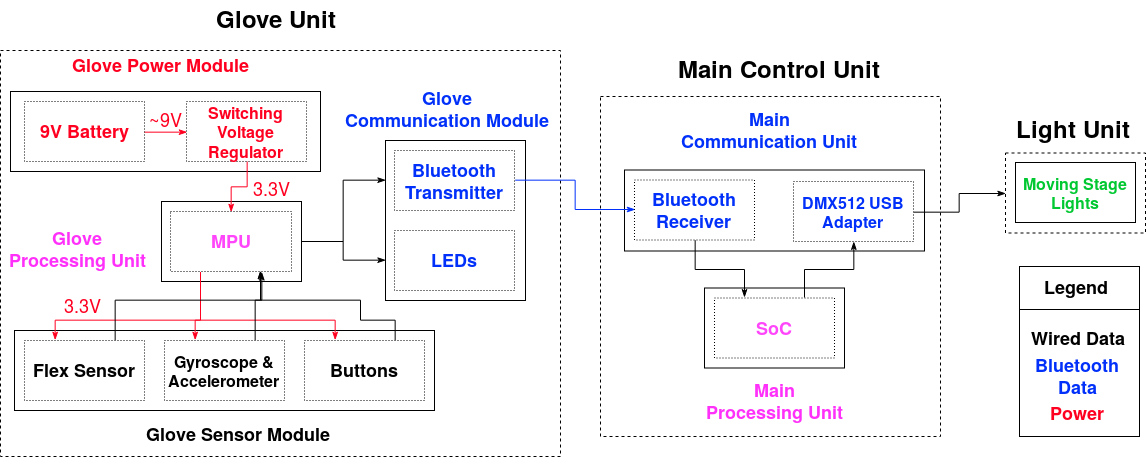 Glove Unit
Glove Power Module
9V Battery
~9V
Switching
Voltage
Regulator
3.3V
Glove
Communication Module
Bluetooth
Transmitter
LEDs
MPU
Glove
Processing Unit
3.3V
Flex Sensor
Gyroscope &
Accelerometer
Buttons
Glove Sensor Module
Main Control Unit
Main
Communication Unit
Bluetooth
Receiver
DMX512 USB
Adapter
SoC
Main
Processing Unit
Light Unit
Moving Stage
Lights
Legend
Wired Data
Bluetooth
Data
Power